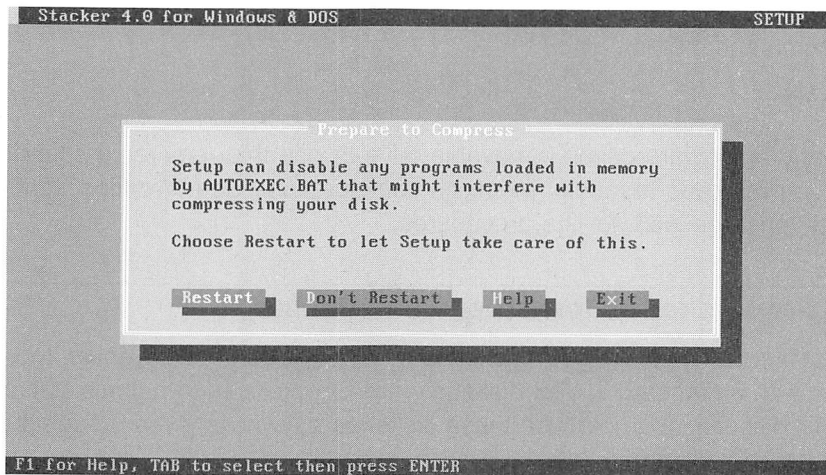 Stacker 4.0 for Windows & DOS SETUP
Prepare to Compress
Setup can disable any programs loaded in memory
by AUTOEXEC.BAT that might interfere with
compressing your disk.
Choose Restart to let Setup take care of this.
Restart Don't Restart Help Exit
F1 for Help, TAB to select then press ENTER